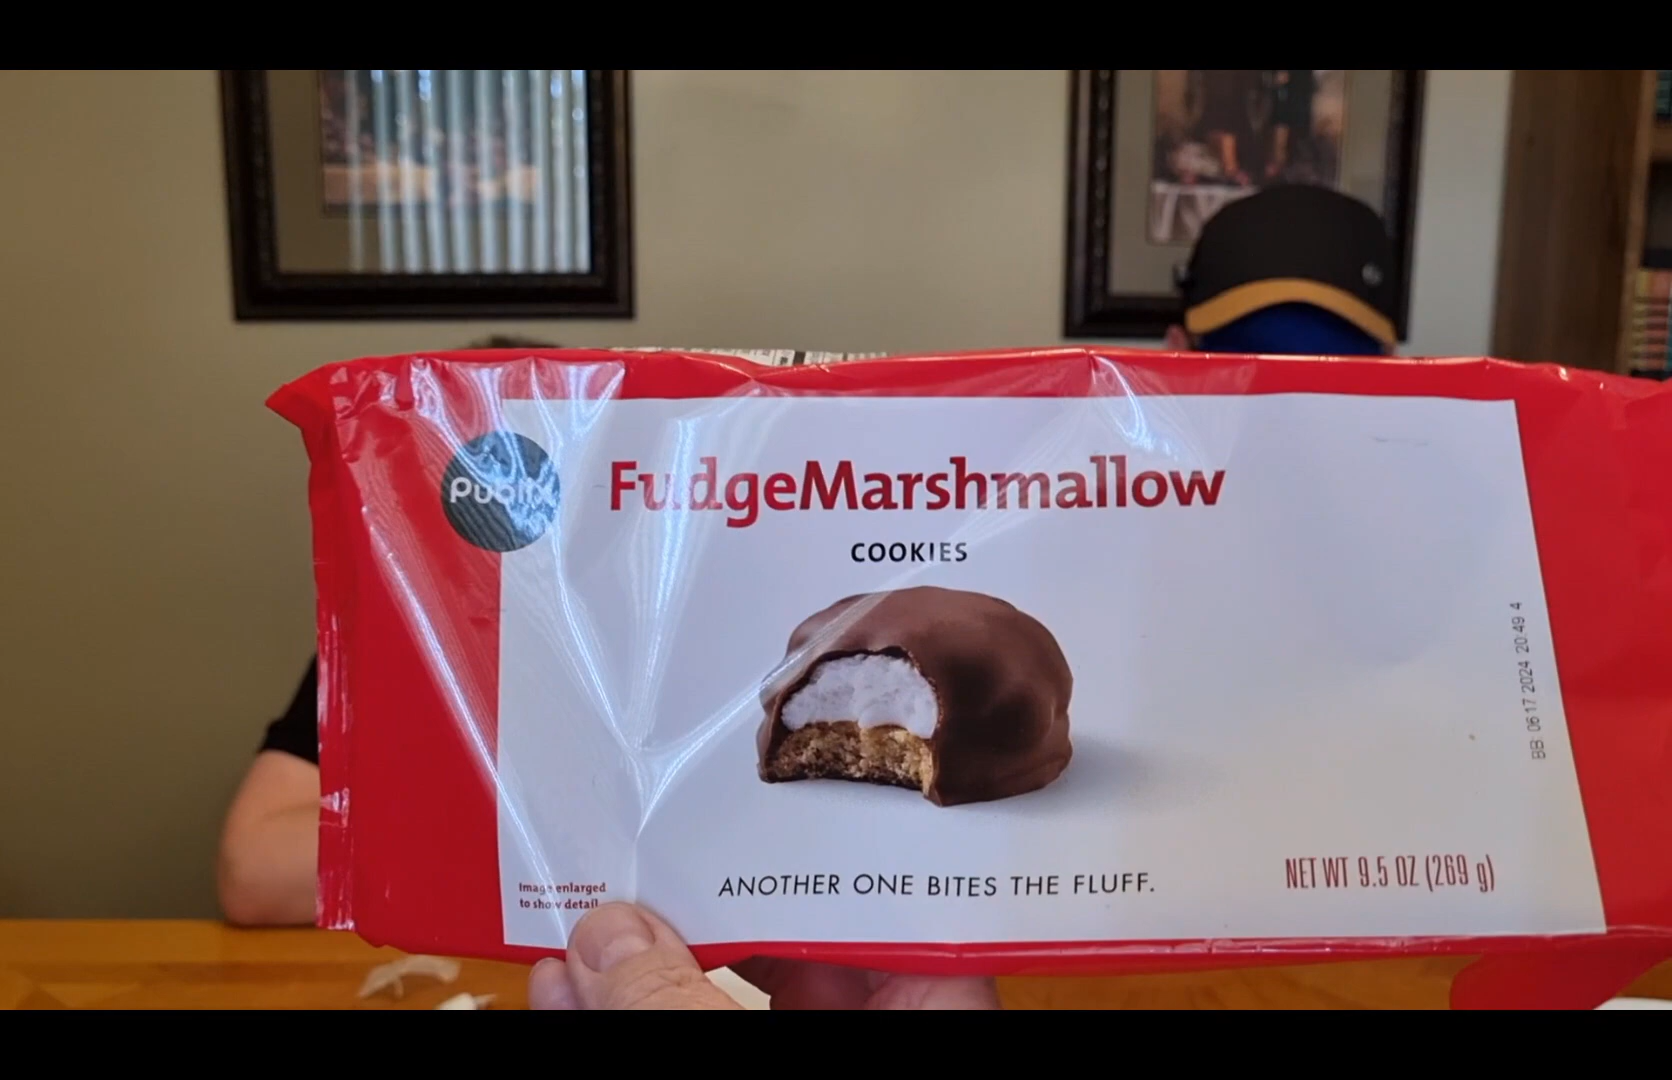 Publix
FudgeMarshmallow
COOKIES
BB: 06 17 2024 20:49 4
Image enlarged
to show detail
ANOTHER ONE BITES THE FLUFF.
NET WT 9.5 OZ (269 g)